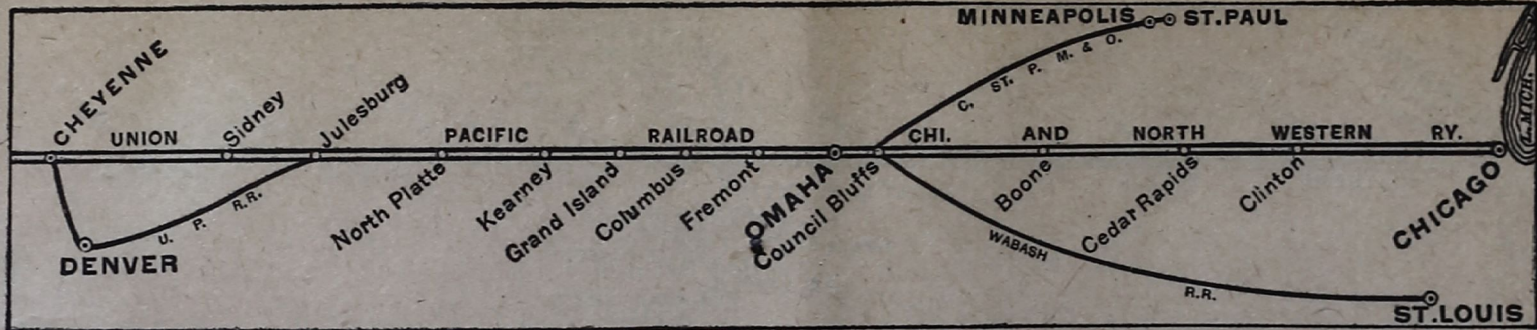 MINNEAPOLIS ST. PAUL
C. ST. P. M. & O.
CHEYENNE
Sidney
Julesburg
UNION PACIFIC RAILROAD CHI. AND NORTH WESTERN RY.
L. MICH.
North Platte
Kearney
Grand Island
Columbus
Fremont
OMAHA
Council Bluffs
Boone
Cedar Rapids
Clinton
CHICAGO
U. P. R.R.
DENVER
WABASH R.R.
ST. LOUIS